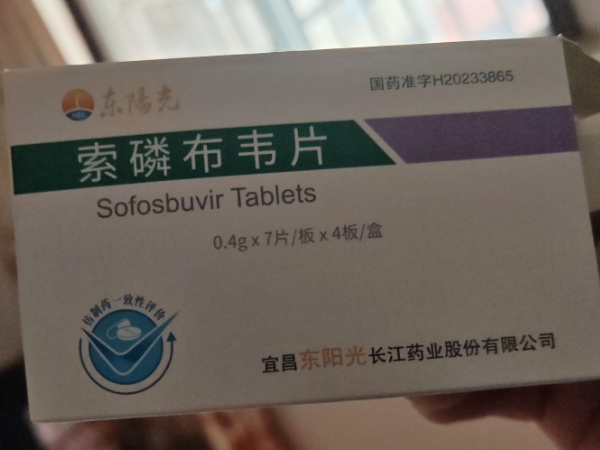 东陽光
国药准字H20233865
索磷布韦片
Sofosbuvir Tablets
0.4g x 7片/板 x 4板/盒
仿制药一致性评价
宜昌东阳光长江药业股份有限公司